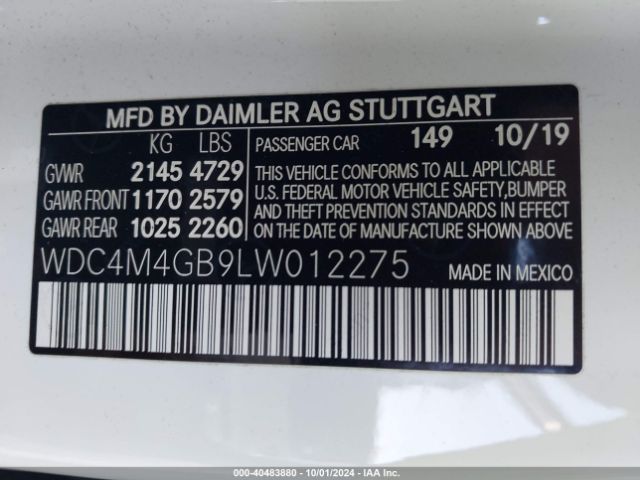 MFD BY DAIMLER AG STUTTGART
KG LBS
PASSENGER CAR 149 10/19
GVWR 2145 4729
GAWR FRONT 1170 2579
GAWR REAR 1025 2260
THIS VEHICLE CONFORMS TO ALL APPLICABLE
U.S. FEDERAL MOTOR VEHICLE SAFETY,BUMPER
AND THEFT PREVENTION STANDARDS IN EFFECT
ON THE DATE OF MANUFACTURE SHOWN ABOVE
WDC4M4GB9LW012275
MADE IN MEXICO
000-40483880 - 10/01/2024 - IAA